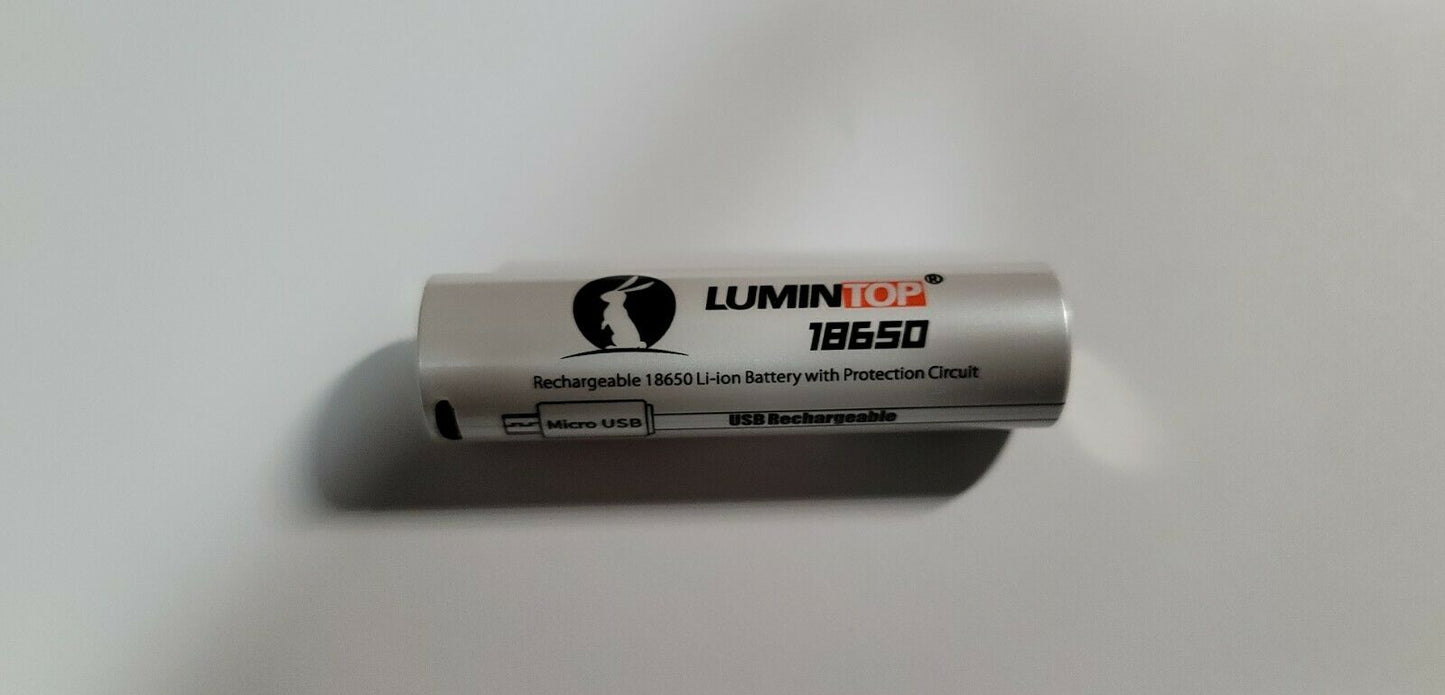 LUMINTOP®
18650
Rechargeable 18650 Li-ion Battery with Protection Circuit
Micro USB
USB Rechargeable